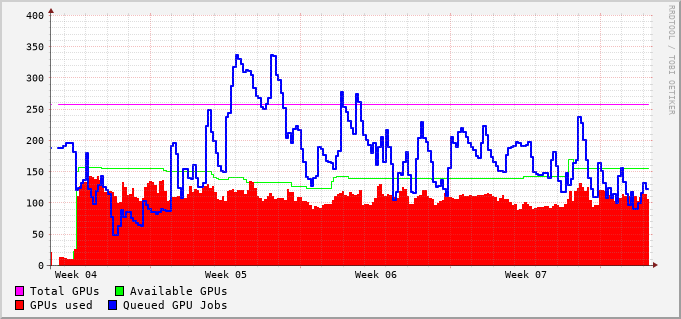 400
350
300
250
200
150
100
50
0
Week 04 Week 05 Week 06 Week 07
Total GPUs Available GPUs
GPUs used Queued GPU Jobs
RRDTOOL / TOBI OETIKER